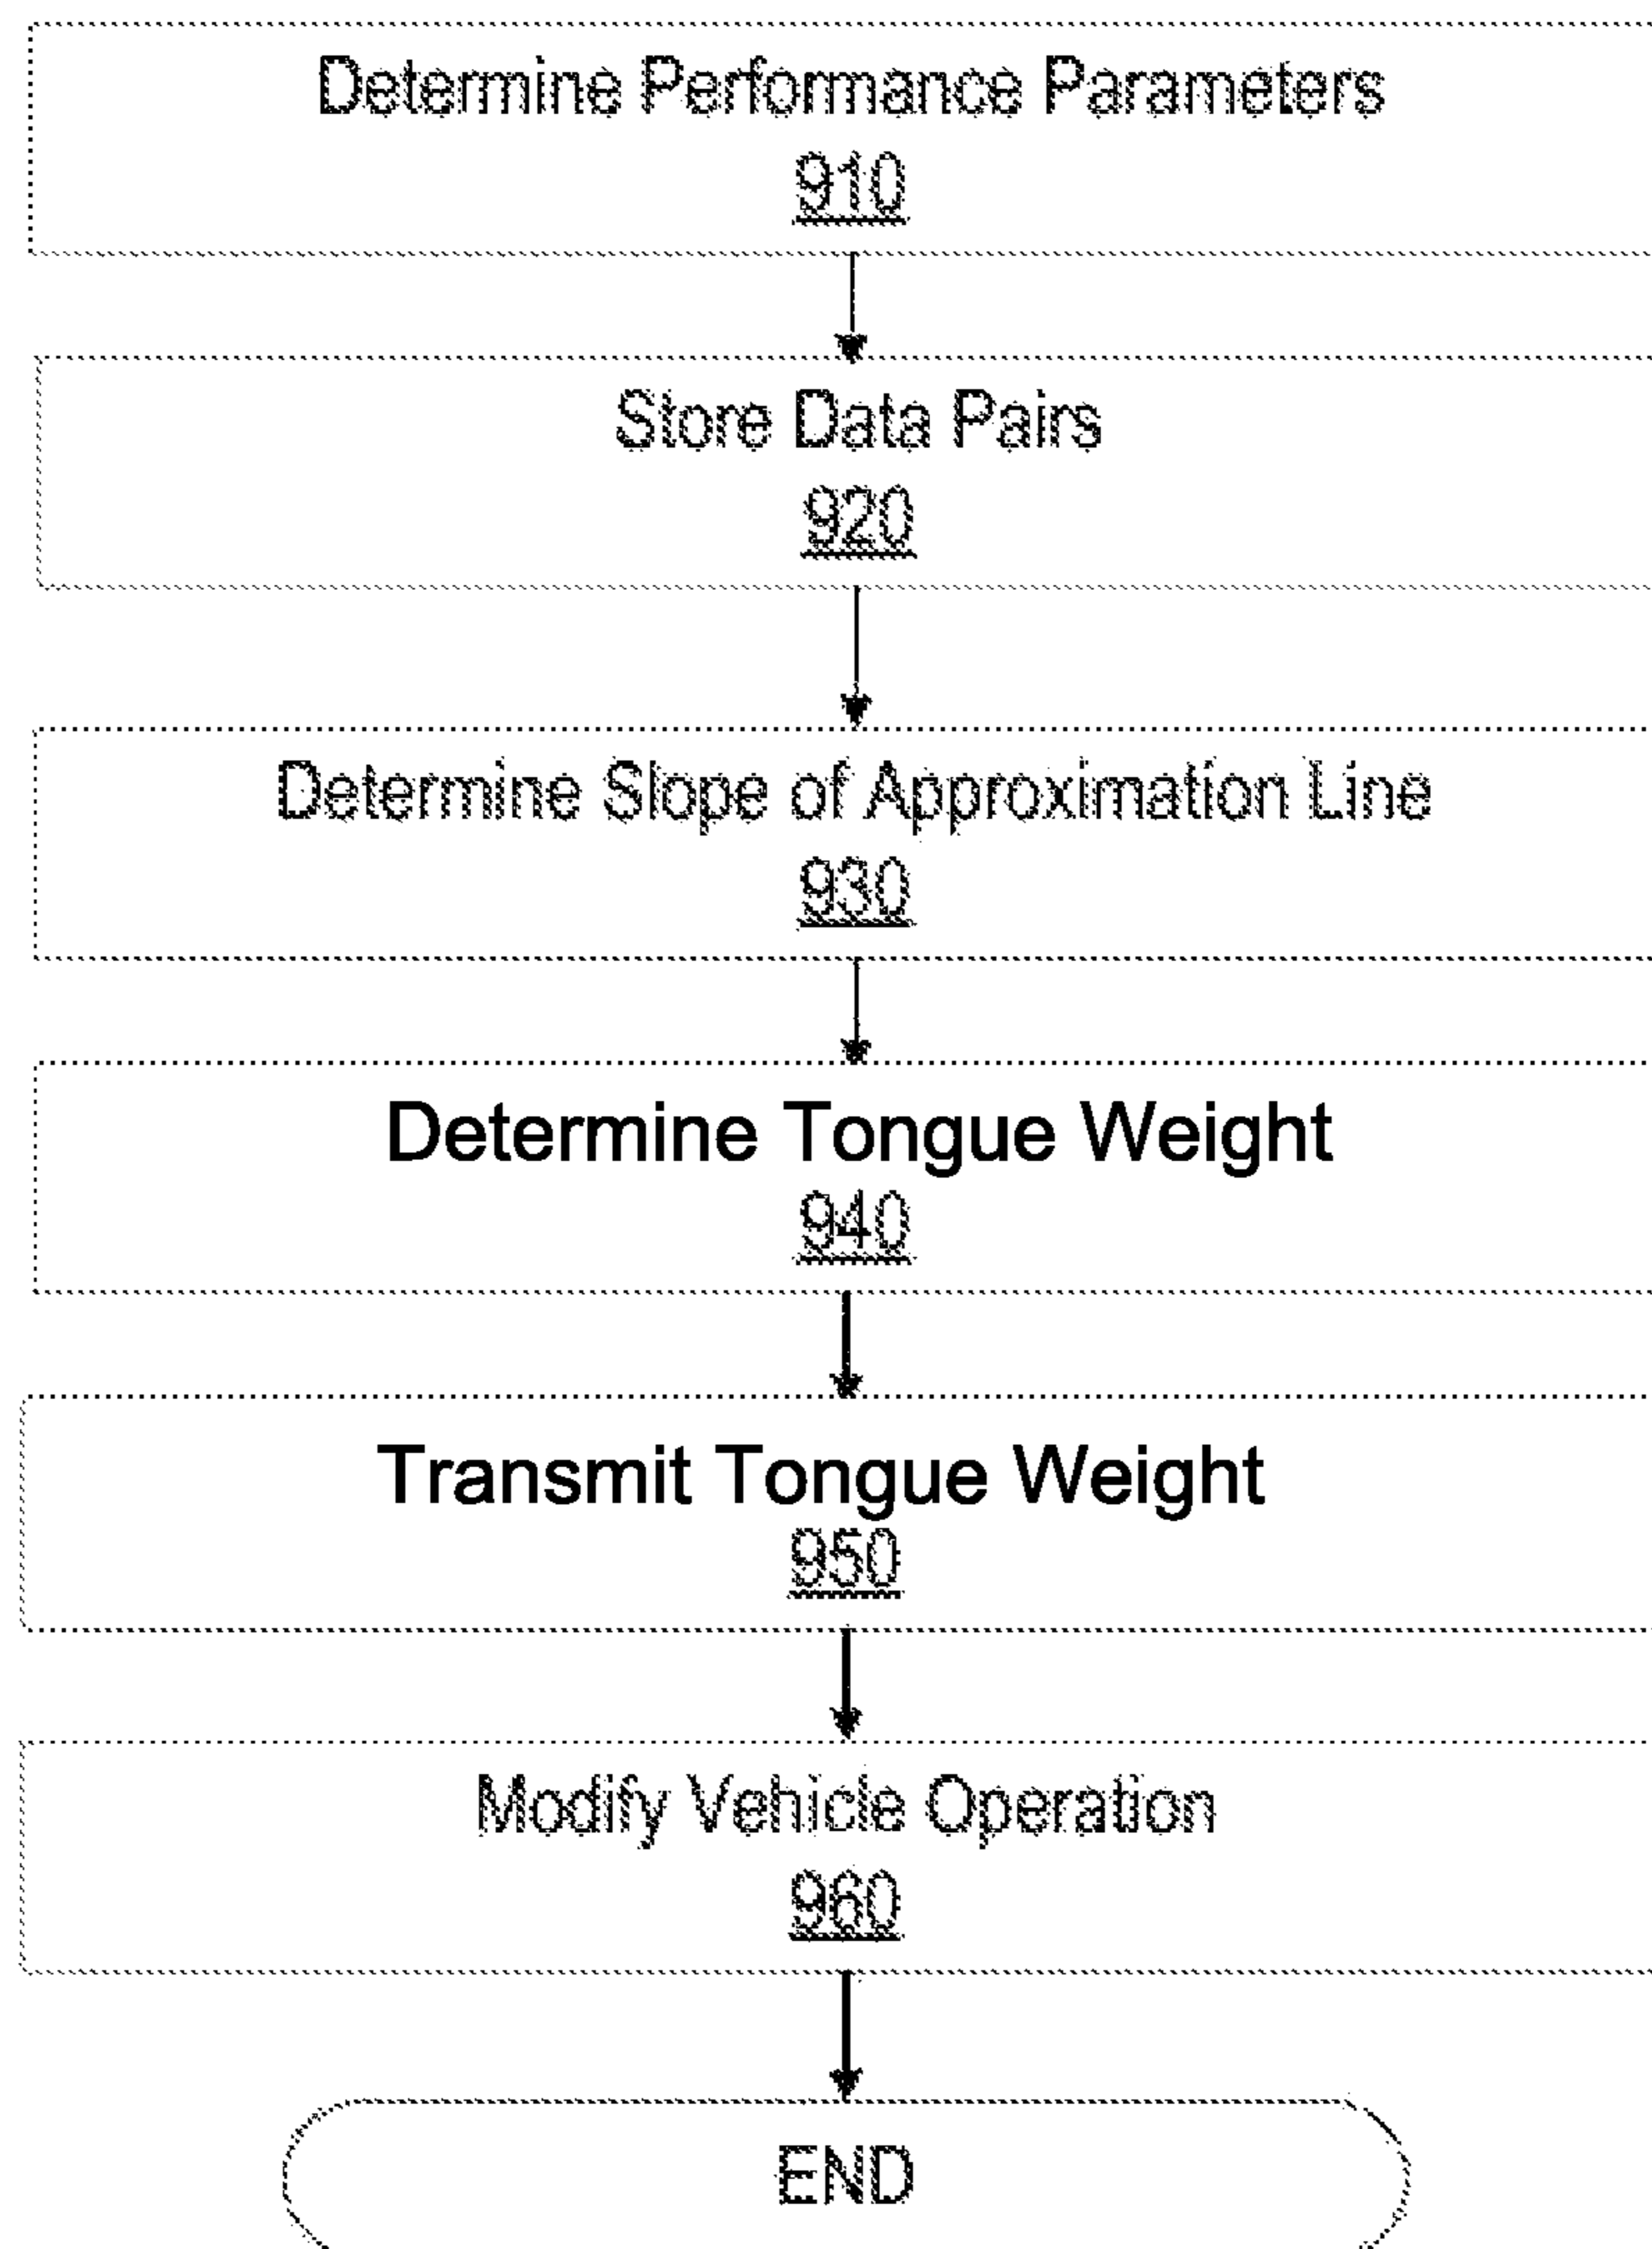 Determine Performance Parameters
910
Store Data Pairs
920
Determine Slope of Approximation Line
930
Determine Tongue Weight
940
Transmit Tongue Weight
950
Modify Vehicle Operation
960
END